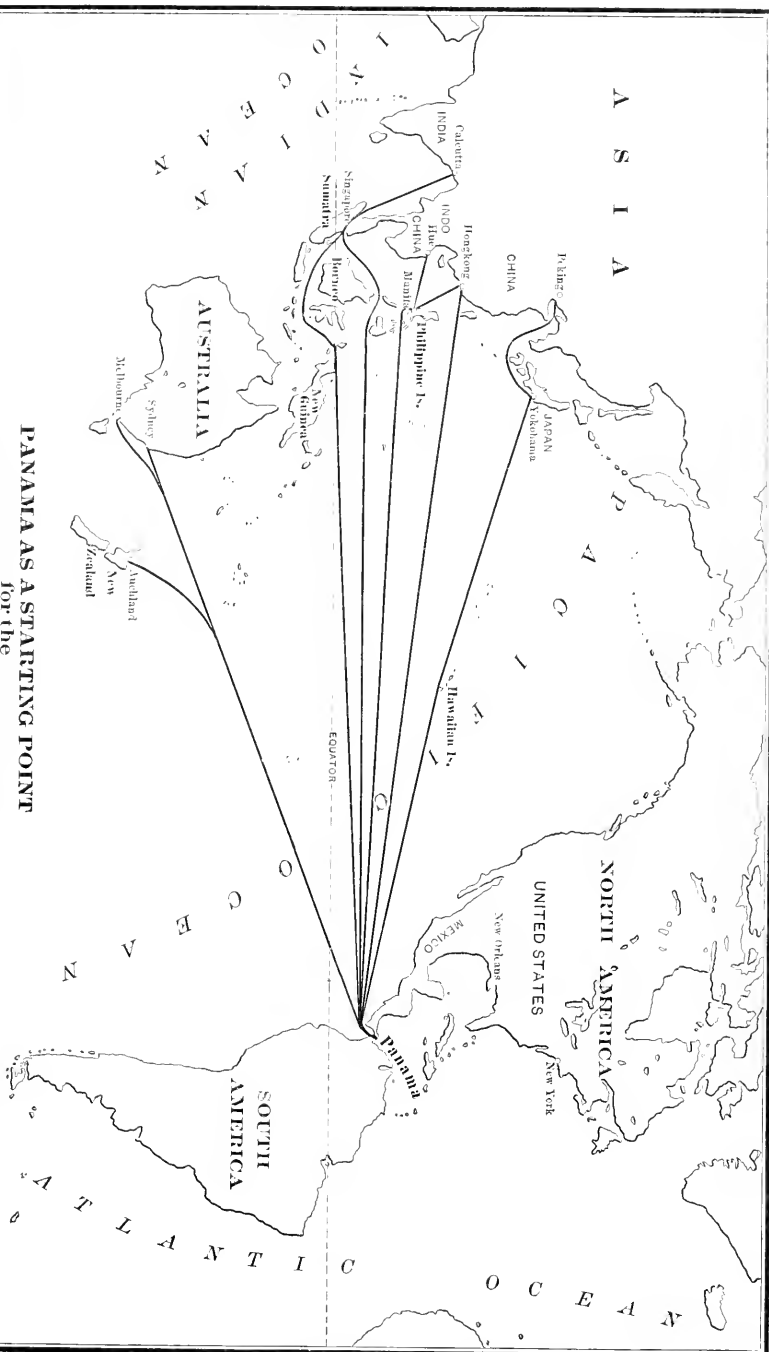 ASIA
NORTH AMERICA
UNITED STATES
MEXICO
New Orleans
New York
Panama
SOUTH
AMERICA
ATLANTIC OCEAN
PACIFIC
OCEAN
EQUATOR
Hawaiian Is.
Peking
CHINA
JAPAN
Yokohama
Hongkong
Calcutta
INDIA
INDO
CHINA
Hué
Manila
Philippine Is.
Singapore
Sumatra
Borneo
New
Guinea
INDIAN
OCEAN
AUSTRALIA
Sydney
Melbourne
Auckland
New
Zealand
PANAMA AS A STARTING POINT
for the